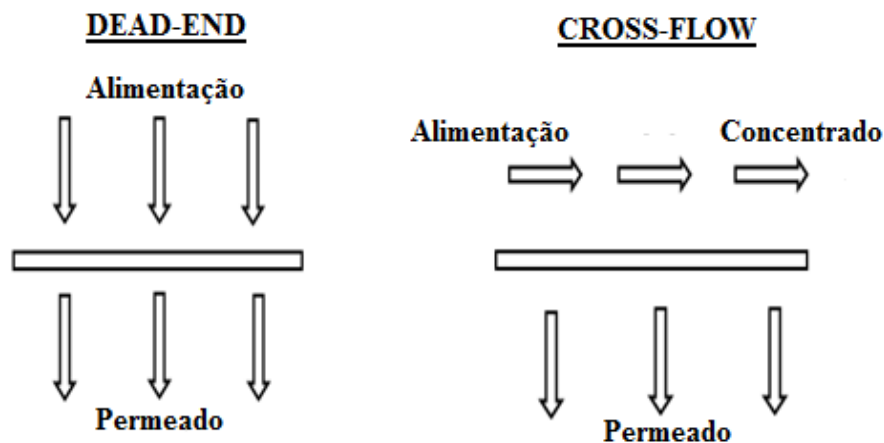 DEAD-END
Alimentação
Permeado
CROSS-FLOW
Alimentação
Concentrado
Permeado